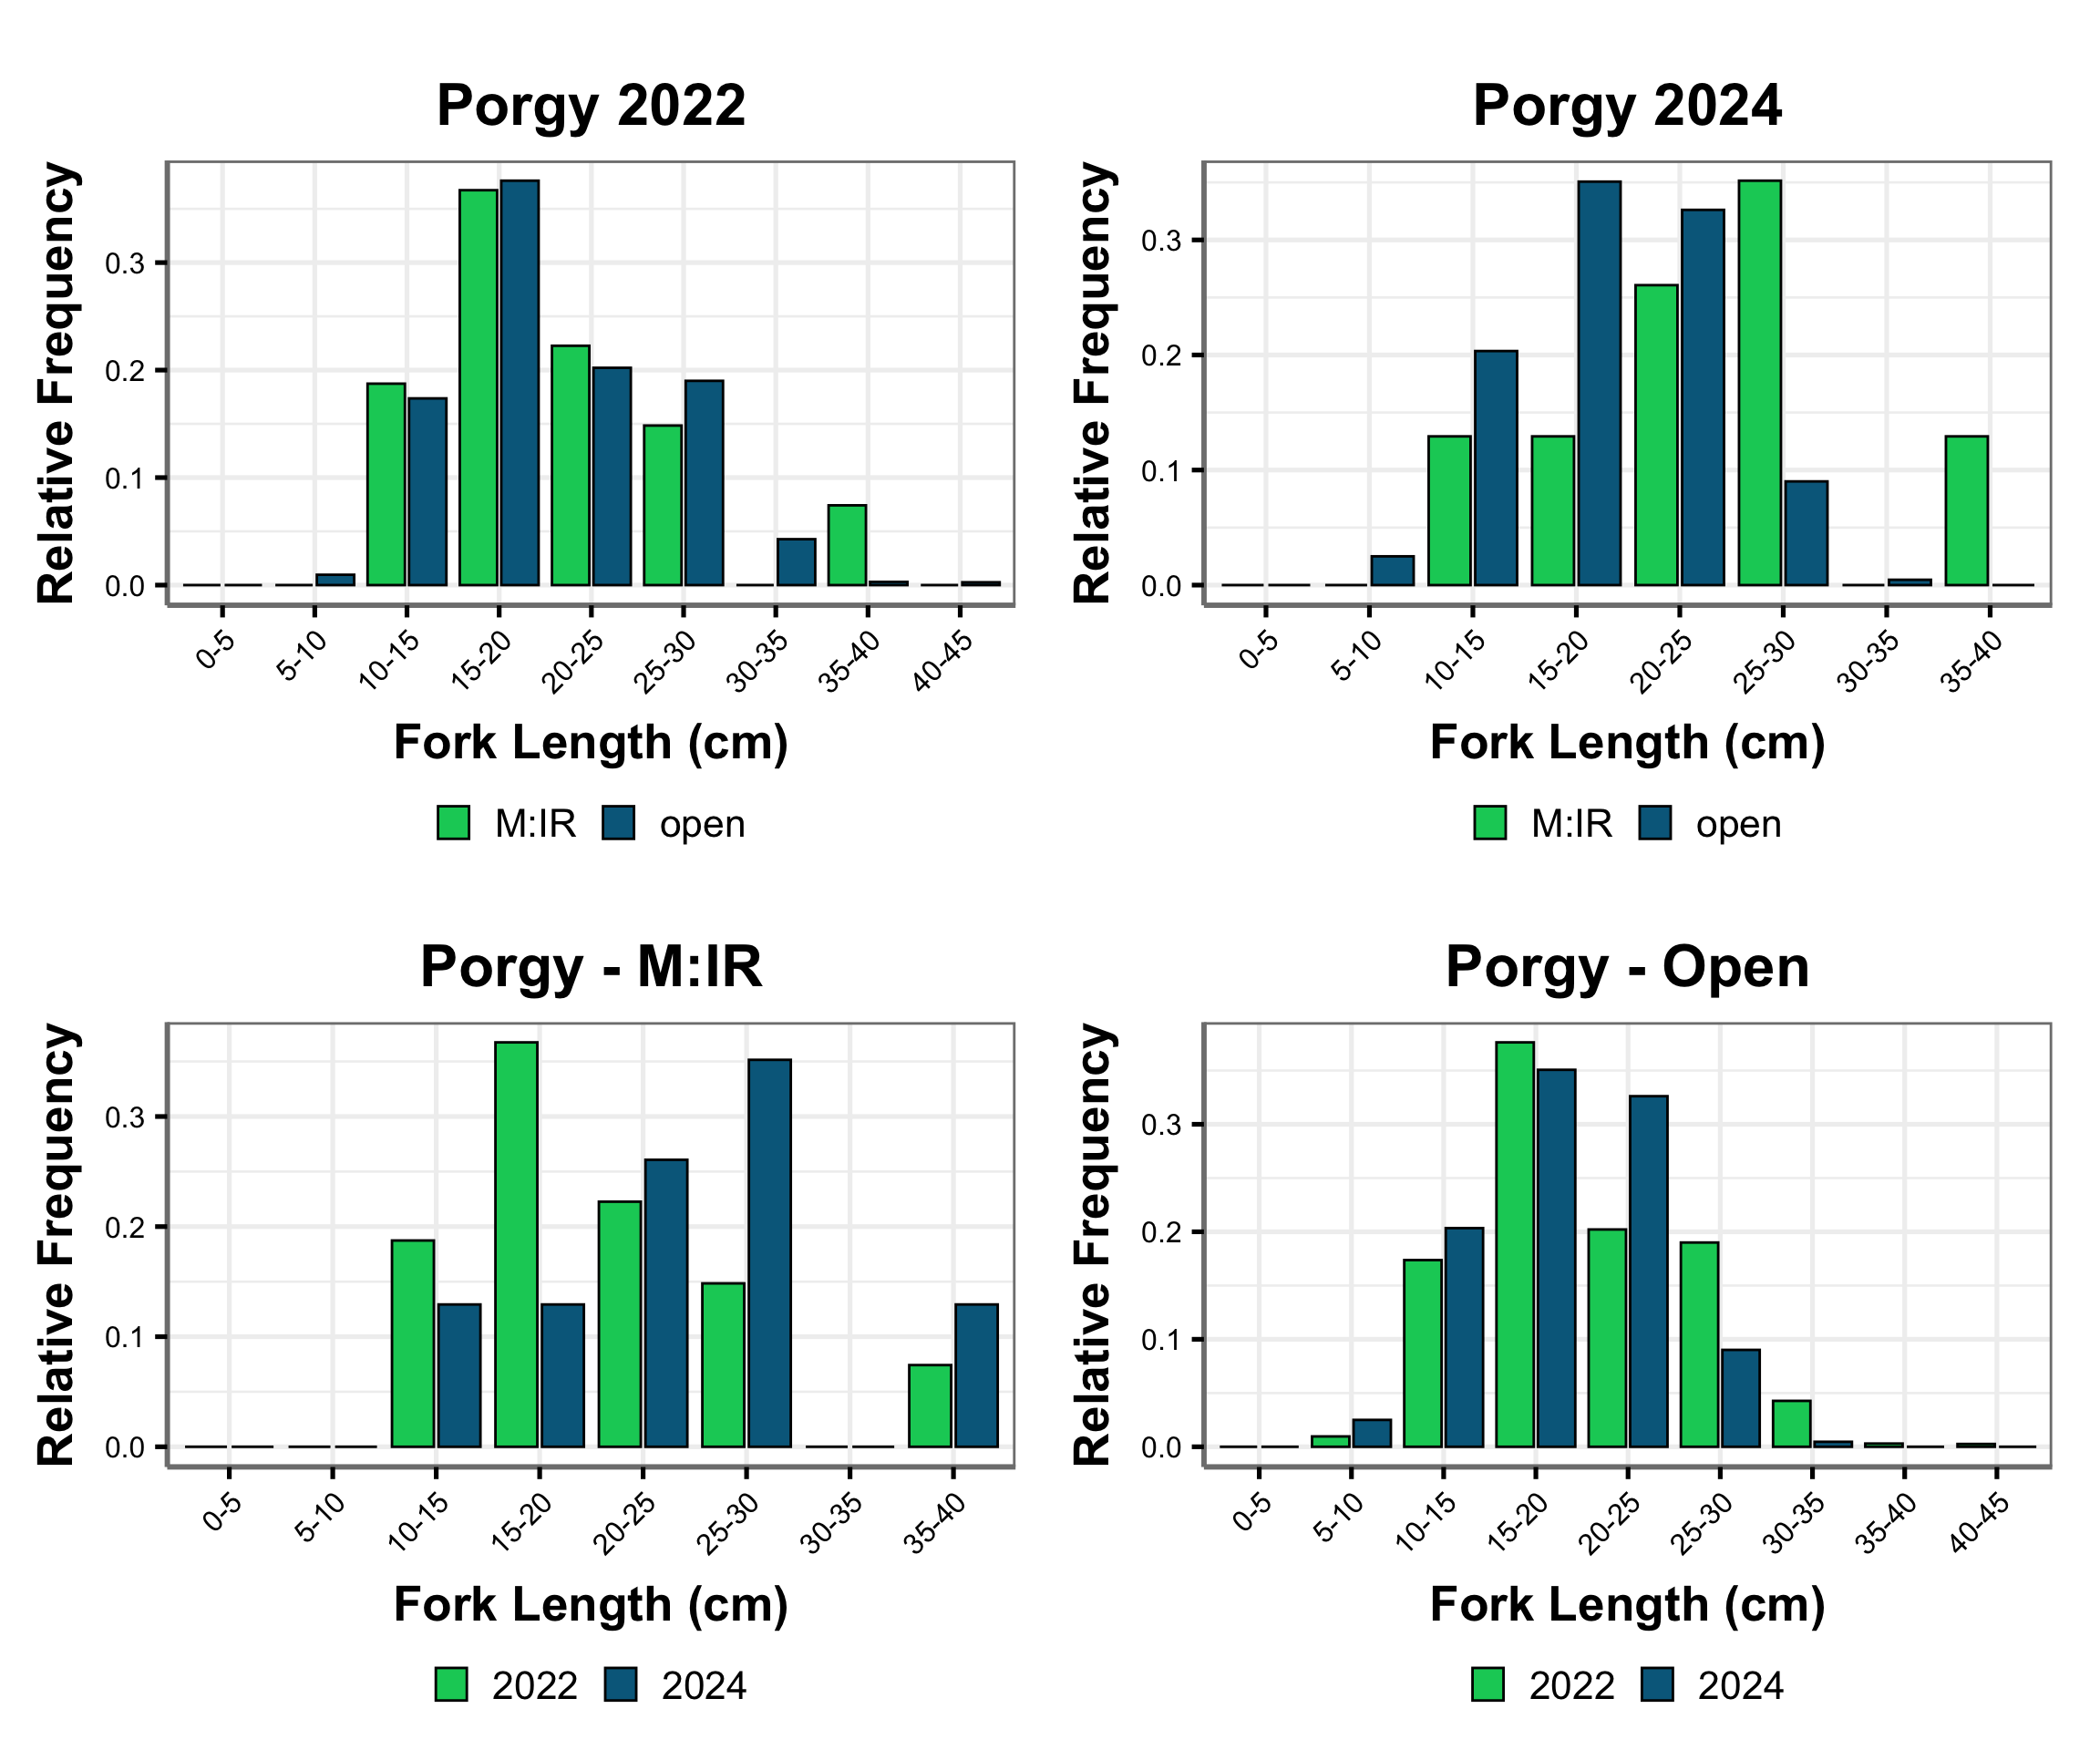 Porgy 2022
Relative Frequency
0.3
0.2
0.1
0.0
0-5 5-10 10-15 15-20 20-25 25-30 30-35 35-40 40-45
Fork Length (cm)
M:IR open
Porgy 2024
Relative Frequency
0.3
0.2
0.1
0.0
0-5 5-10 10-15 15-20 20-25 25-30 30-35 35-40
Fork Length (cm)
M:IR open
Porgy - M:IR
Relative Frequency
0.3
0.2
0.1
0.0
0-5 5-10 10-15 15-20 20-25 25-30 30-35 35-40
Fork Length (cm)
2022 2024
Porgy - Open
Relative Frequency
0.3
0.2
0.1
0.0
0-5 5-10 10-15 15-20 20-25 25-30 30-35 35-40 40-45
Fork Length (cm)
2022 2024